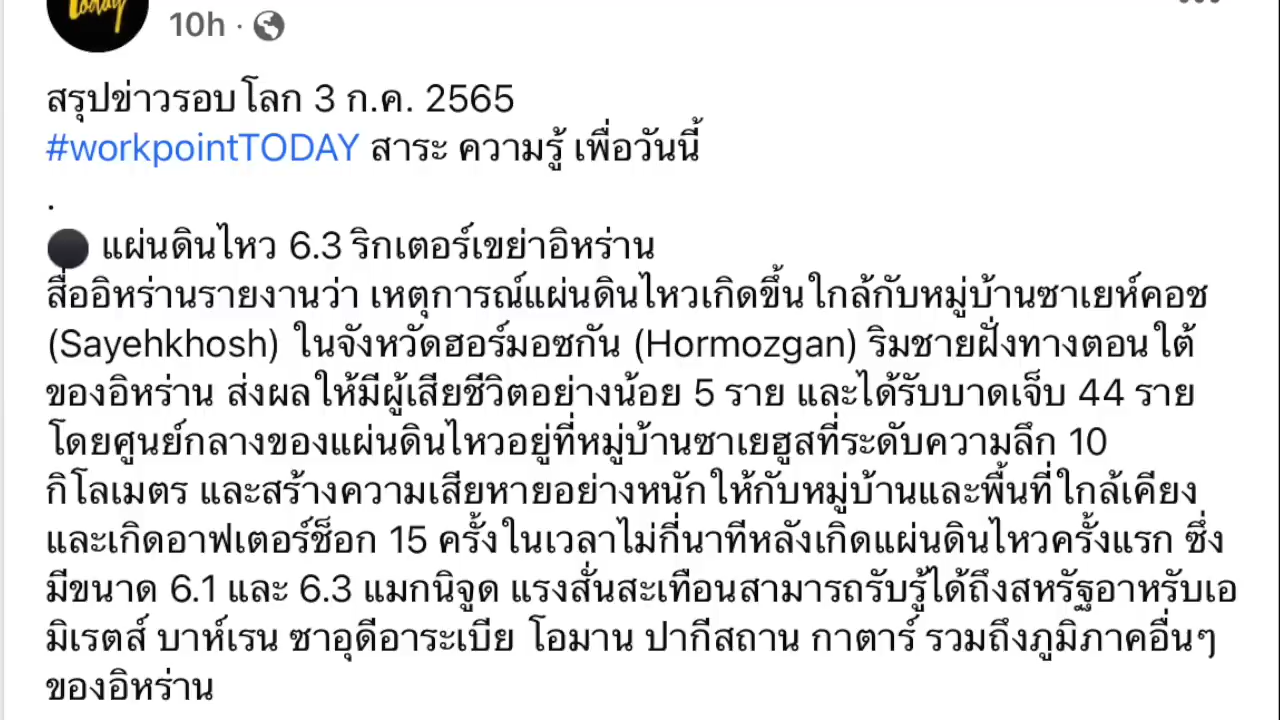 Today
10h ·
สรุปข่าวรอบโลก 3 ก.ค. 2565
#workpointTODAY สาระ ความรู้ เพื่อวันนี้
.
แผ่นดินไหว 6.3 ริกเตอร์เขย่าอิหร่าน
สื่ออิหร่านรายงานว่า เหตุการณ์แผ่นดินไหวเกิดขึ้นใกล้กับหมู่บ้านซาเยห์คอช
(Sayehkhosh) ในจังหวัดฮอร์มอซกัน (Hormozgan) ริมชายฝั่งทางตอนใต้
ของอิหร่าน ส่งผลให้มีผู้เสียชีวิตอย่างน้อย 5 ราย และได้รับบาดเจ็บ 44 ราย
โดยศูนย์กลางของแผ่นดินไหวอยู่ที่หมู่บ้านซาเยฮูสที่ระดับความลึก 10
กิโลเมตร และสร้างความเสียหายอย่างหนักให้กับหมู่บ้านและพื้นที่ใกล้เคียง
และเกิดอาฟเตอร์ช็อก 15 ครั้งในเวลาไม่กี่นาทีหลังเกิดแผ่นดินไหวครั้งแรก ซึ่ง
มีขนาด 6.1 และ 6.3 แมกนิจูด แรงสั่นสะเทือนสามารถรับรู้ได้ถึงสหรัฐอาหรับเอ
มิเรตส์ บาห์เรน ซาอุดีอาระเบีย โอมาน ปากีสถาน กาตาร์ รวมถึงภูมิภาคอื่นๆ
ของอิหร่าน